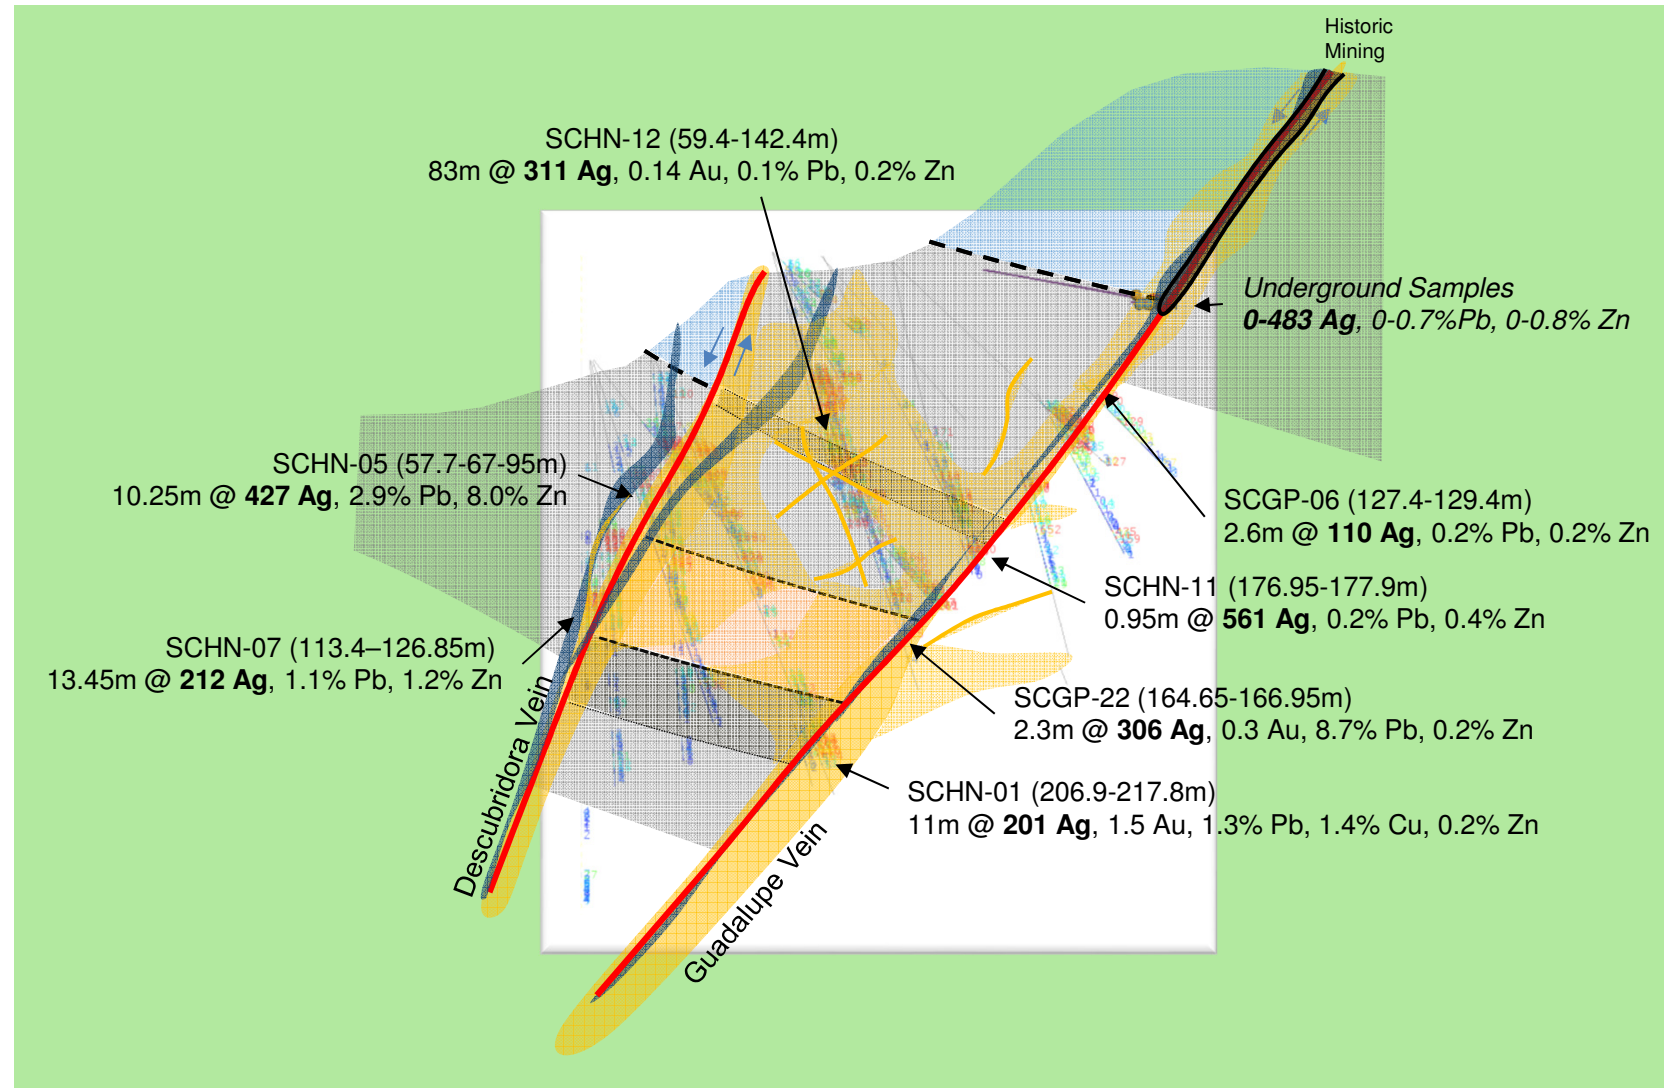 Historic
Mining
SCHN-12 (59.4-142.4m)
83m @ 311 Ag, 0.14 Au, 0.1% Pb, 0.2% Zn
Underground Samples
0-483 Ag, 0-0.7%Pb, 0-0.8% Zn
SCHN-05 (57.7-67-95m)
10.25m @ 427 Ag, 2.9% Pb, 8.0% Zn
SCGP-06 (127.4-129.4m)
2.6m @ 110 Ag, 0.2% Pb, 0.2% Zn
SCHN-11 (176.95-177.9m)
0.95m @ 561 Ag, 0.2% Pb, 0.4% Zn
SCHN-07 (113.4–126.85m)
13.45m @ 212 Ag, 1.1% Pb, 1.2% Zn
SCGP-22 (164.65-166.95m)
2.3m @ 306 Ag, 0.3 Au, 8.7% Pb, 0.2% Zn
SCHN-01 (206.9-217.8m)
11m @ 201 Ag, 1.5 Au, 1.3% Pb, 1.4% Cu, 0.2% Zn
Descubridora Vein
Guadalupe Vein